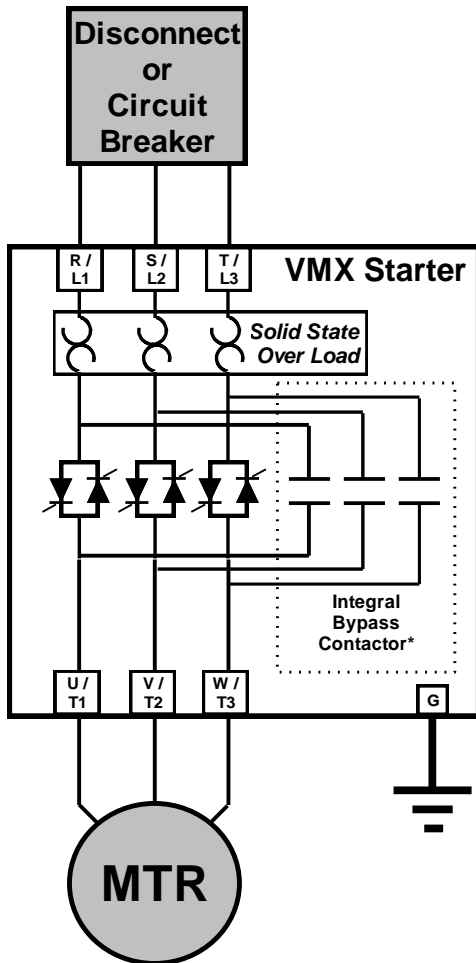 Disconnect
or
Circuit
Breaker
R /
L1
S /
L2
T /
L3
VMX Starter
Solid State
Over Load
Integral
Bypass
Contactor*
U /
T1
V /
T2
W /
T3
G
MTR